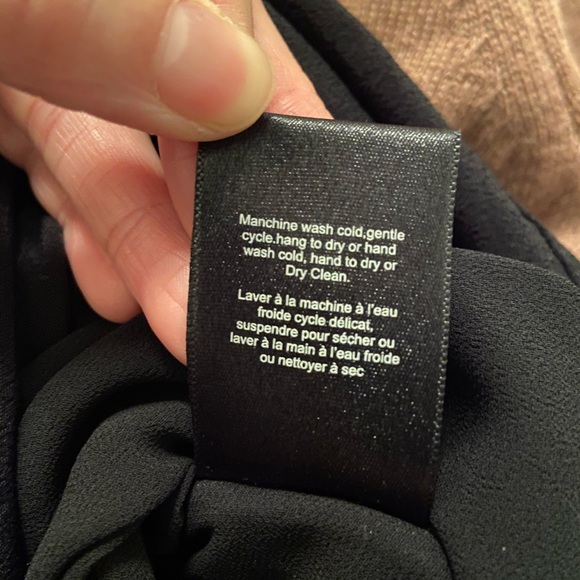 Manchine wash cold,gentle
cycle.hang to dry or hand
wash cold, hand to dry or
Dry Clean.
Laver à la machine à l'eau
froide cycle délicat,
suspendre pour sécher ou
laver à la main à l'eau froide
ou nettoyer à sec